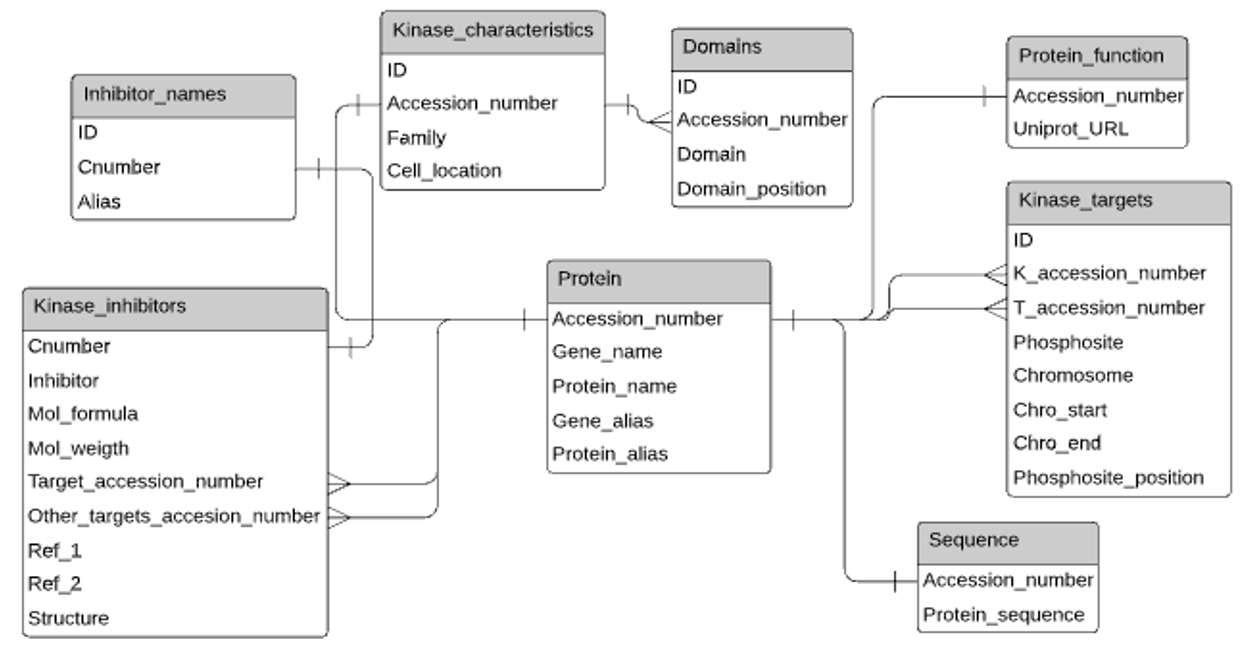 Kinase_characteristics
ID
Accession_number
Family
Cell_location
Domains
ID
Accession_number
Domain
Domain_position
Protein_function
Accession_number
Uniprot_URL
Inhibitor_names
ID
Cnumber
Alias
Kinase_targets
ID
K_accession_number
T_accession_number
Phosphosite
Chromosome
Chro_start
Chro_end
Phosphosite_position
Protein
Accession_number
Gene_name
Protein_name
Gene_alias
Protein_alias
Kinase_inhibitors
Cnumber
Inhibitor
Mol_formula
Mol_weigth
Target_accession_number
Other_targets_accesion_number
Ref_1
Ref_2
Structure
Sequence
Accession_number
Protein_sequence